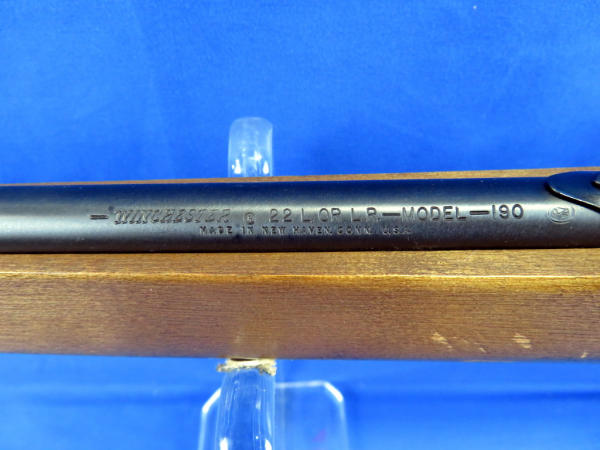 —WINCHESTER ® 22 L.OR L.R.—MODEL—190
MADE IN NEW HAVEN, CONN. U.S.A.